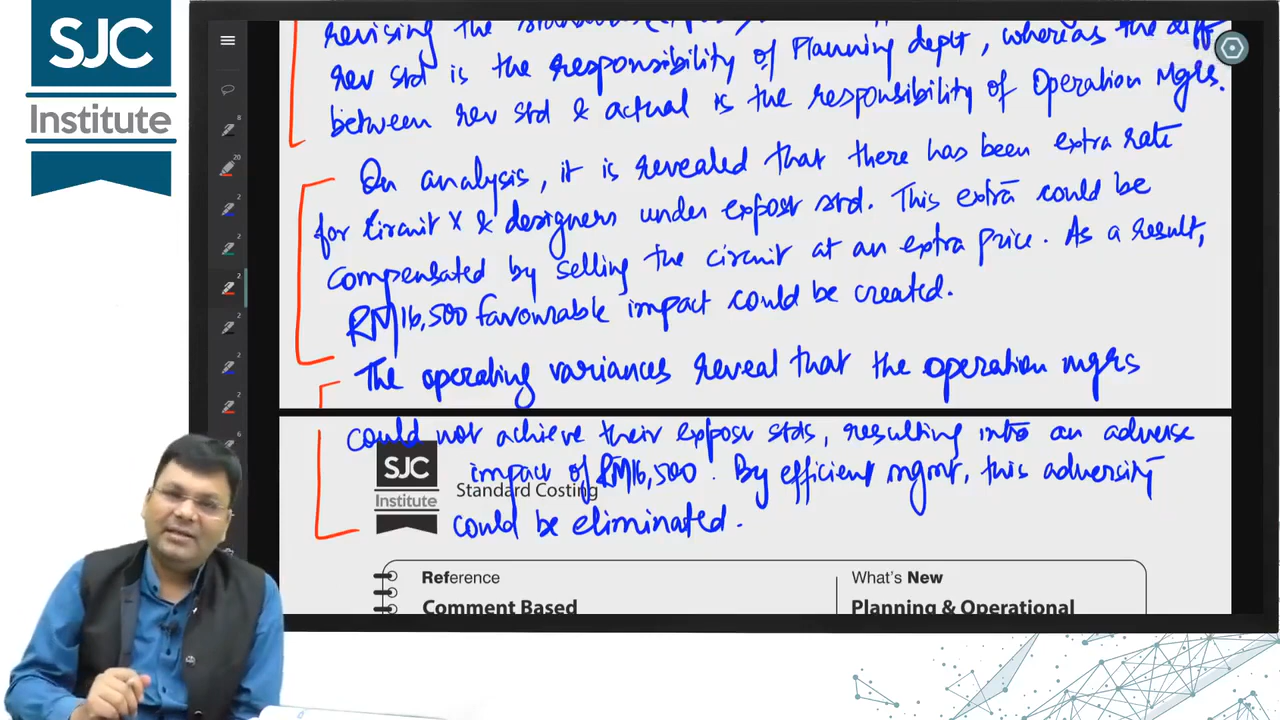 SJC
Institute
revising the standards (expost
rev std is the responsibility of Planning deptt, whereas the diff
between rev std & actual is the responsibility of Operation Mgrs.
On analysis, it is revealed that there has been extra rate
for Circuit X & designers under expost std. This extra could be
compensated by selling the circuit at an extra price. As a result,
RM16,500 favourable impact could be created.
The operating variances reveal that the operation mgrs
could not achieve their expost stds, resulting into an adverse
impact of RM16,500. By efficient mgmt, this adversity
could be eliminated.
SJC
Institute
Standard Costing
Reference
Comment Based
What's New
Planning & Operational